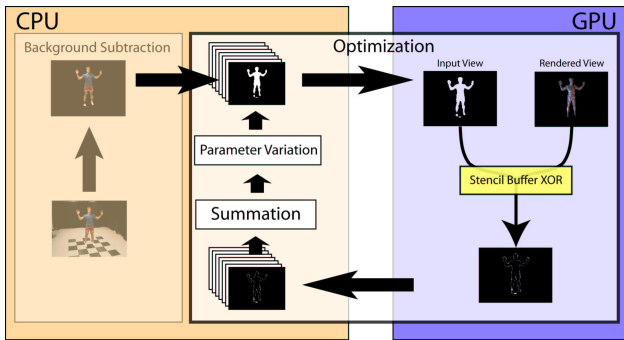 CPU
GPU
Background Subtraction
Optimization
Input View
Rendered View
Parameter Variation
Stencil Buffer XOR
Summation